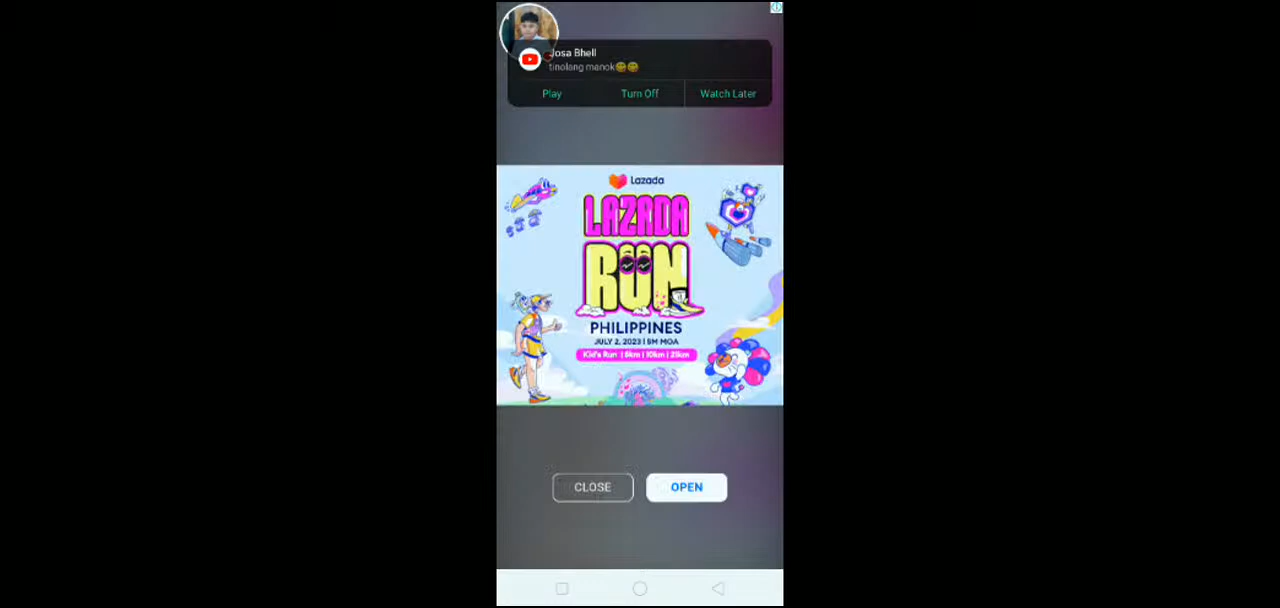 Josa Bhell
tinolang manok🤣🤣
Play
Turn Off
Watch Later
Lazada
LAZADA
RUN
PHILIPPINES
JULY 2, 2023 | SM MOA
Kid's Run | 5km | 10km | 21km
CLOSE
OPEN